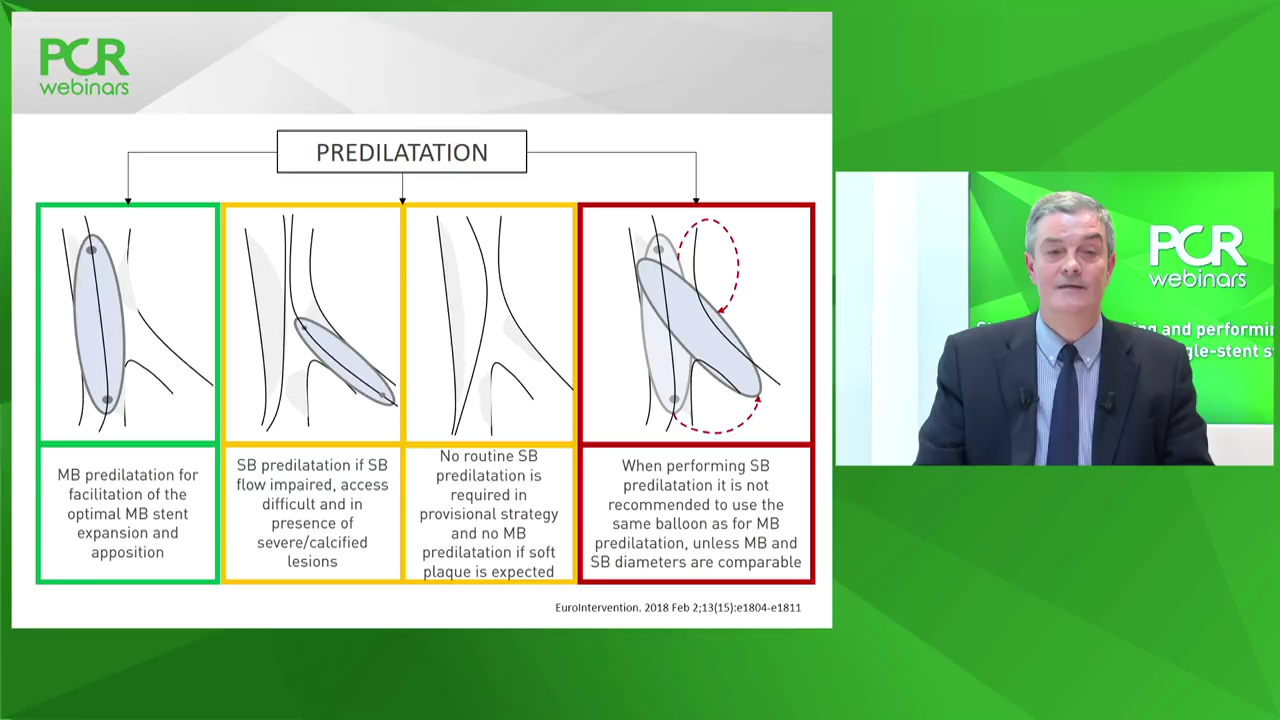 PCR
webinars
PREDILATATION
MB predilatation for
facilitation of the
optimal MB stent
expansion and
apposition
SB predilatation if SB
flow impaired, access
difficult and in
presence of
severe/calcified
lesions
No routine SB
predilatation is
required in
provisional strategy
and no MB
predilatation if soft
plaque is expected
When performing SB
predilatation it is not
recommended to use the
same balloon as for MB
predilatation, unless MB and
SB diameters are comparable
EuroIntervention. 2018 Feb 2;13(15):e1804-e1811
PCR
webinars
and performin
gle-stent s